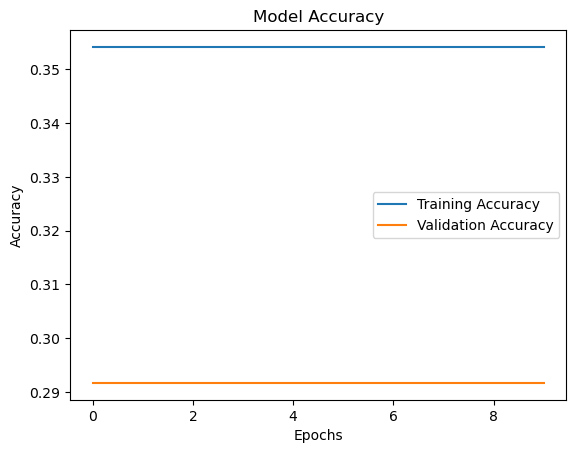 Model Accuracy
0.35
0.34
0.33
0.32
0.31
0.30
0.29
Accuracy
Training Accuracy
Validation Accuracy
0
2
4
6
8
Epochs